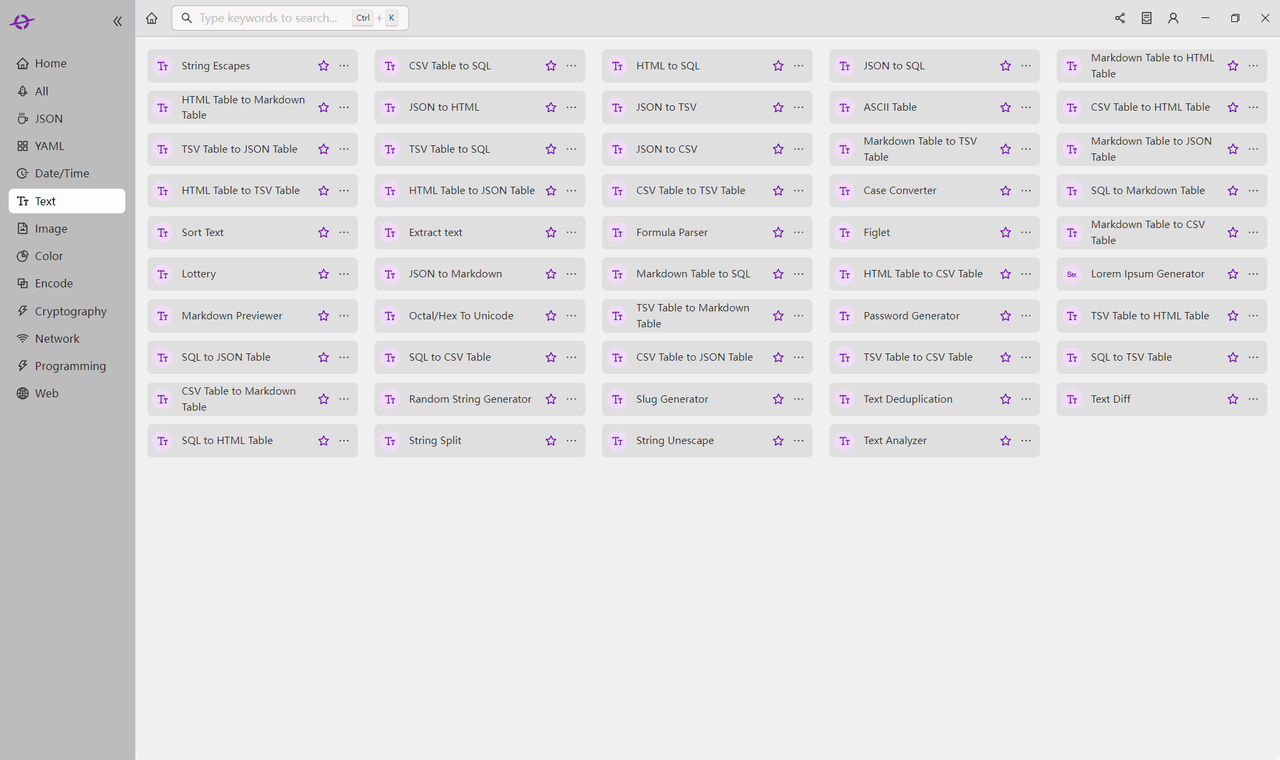 Type keywords to search...
Ctrl + K
Home
All
JSON
YAML
Date/Time
Text
Image
Color
Encode
Cryptography
Network
Programming
Web
String Escapes
CSV Table to SQL
HTML to SQL
JSON to SQL
Markdown Table to HTML
Table
HTML Table to Markdown
Table
JSON to HTML
JSON to TSV
ASCII Table
CSV Table to HTML Table
TSV Table to JSON Table
TSV Table to SQL
JSON to CSV
Markdown Table to TSV
Table
Markdown Table to JSON
Table
HTML Table to TSV Table
HTML Table to JSON Table
CSV Table to TSV Table
Case Converter
SQL to Markdown Table
Sort Text
Extract text
Formula Parser
Figlet
Markdown Table to CSV
Table
Lottery
JSON to Markdown
Markdown Table to SQL
HTML Table to CSV Table
Lorem Ipsum Generator
Markdown Previewer
Octal/Hex To Unicode
TSV Table to Markdown
Table
Password Generator
TSV Table to HTML Table
SQL to JSON Table
SQL to CSV Table
CSV Table to JSON Table
TSV Table to CSV Table
SQL to TSV Table
CSV Table to Markdown
Table
Random String Generator
Slug Generator
Text Deduplication
Text Diff
SQL to HTML Table
String Split
String Unescape
Text Analyzer